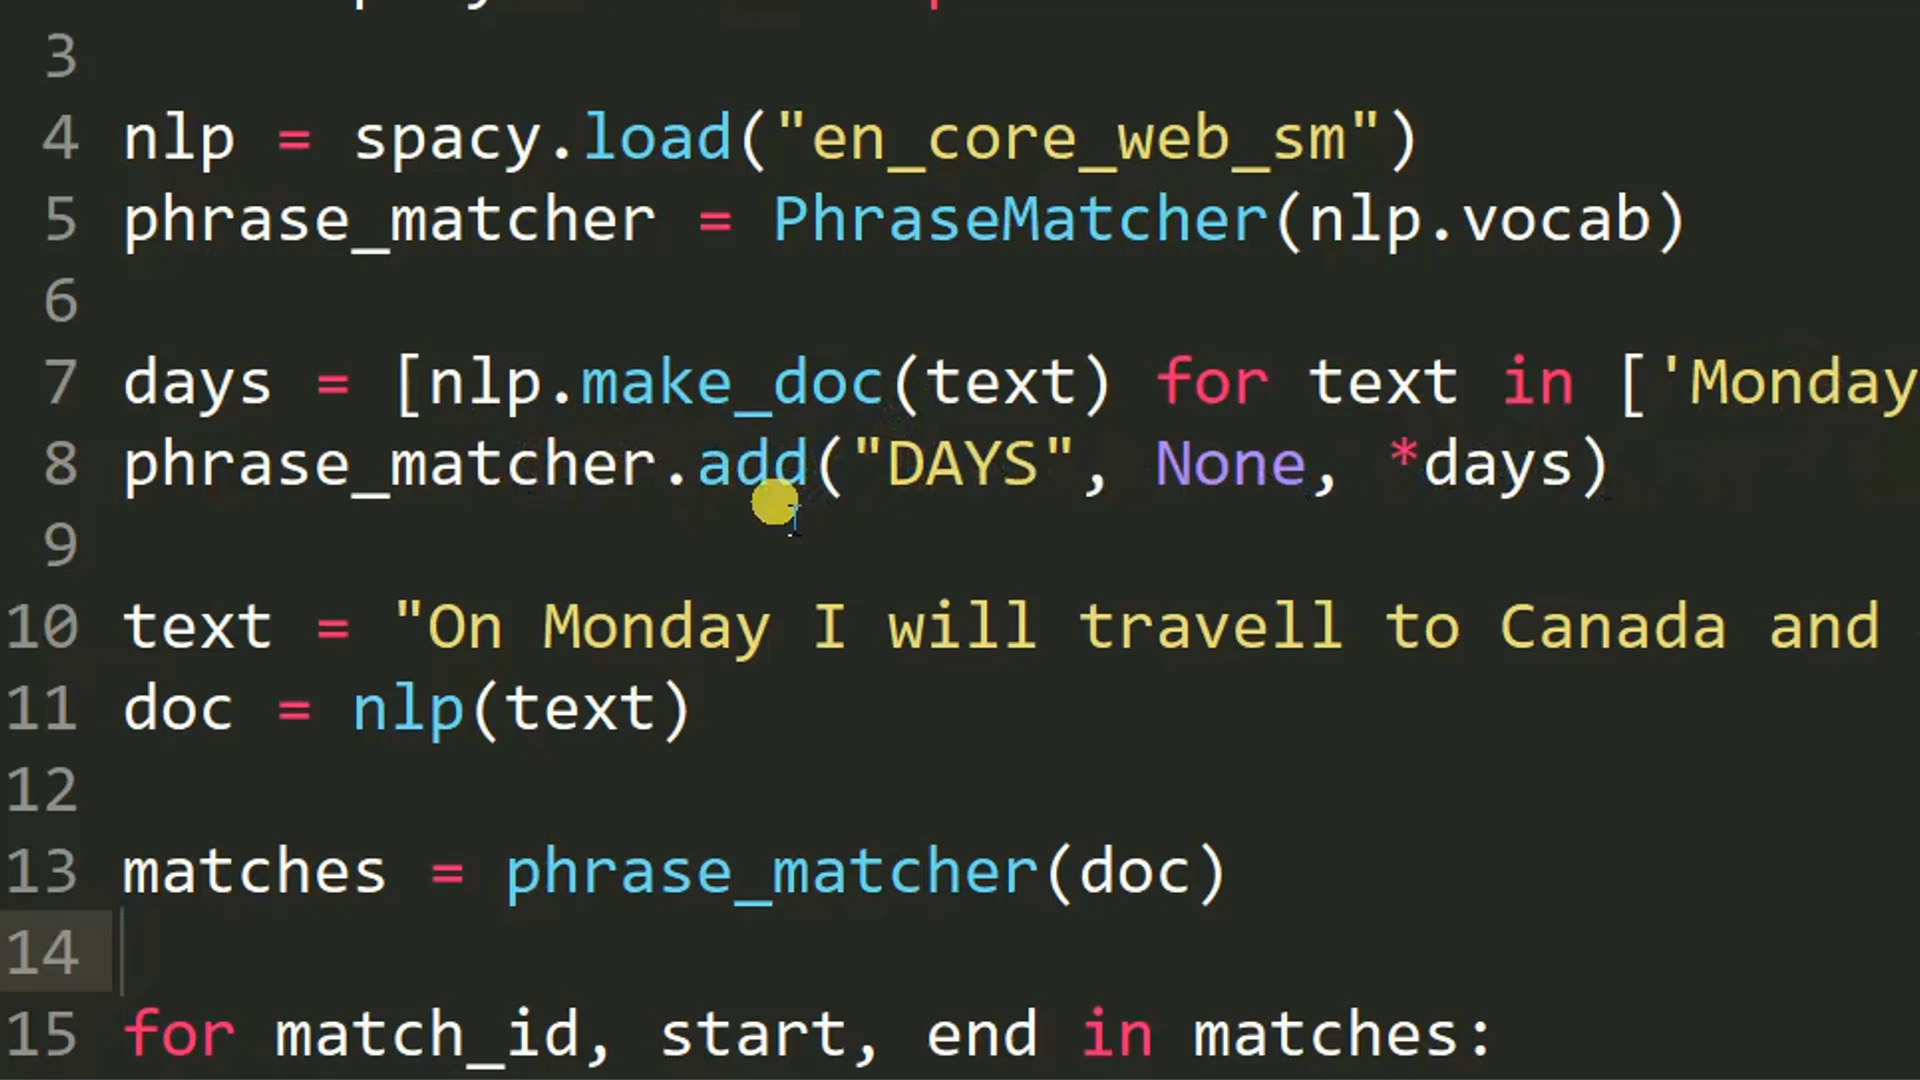 3
4 nlp = spacy.load("en_core_web_sm")
5 phrase_matcher = PhraseMatcher(nlp.vocab)
6
7 days = [nlp.make_doc(text) for text in ['Monday
8 phrase_matcher.add("DAYS", None, *days)
9
10 text = "On Monday I will travell to Canada and
11 doc = nlp(text)
12
13 matches = phrase_matcher(doc)
14
15 for match_id, start, end in matches: